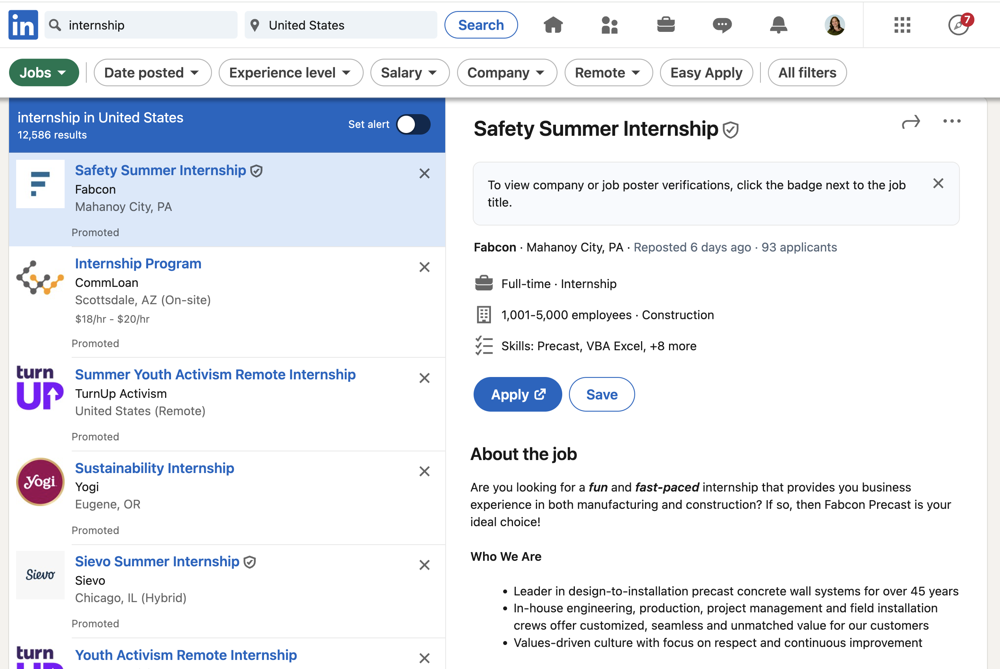 in
internship
United States
Search
7
Jobs
Date posted
Experience level
Salary
Company
Remote
Easy Apply
All filters
internship in United States
12,586 results
Set alert
Safety Summer Internship
Fabcon
Mahanoy City, PA
Promoted
Internship Program
CommLoan
Scottsdale, AZ (On-site)
$18/hr - $20/hr
Promoted
turn
UP
Summer Youth Activism Remote Internship
TurnUp Activism
United States (Remote)
Promoted
yogi
Sustainability Internship
Yogi
Eugene, OR
Promoted
Sievo
Sievo Summer Internship
Sievo
Chicago, IL (Hybrid)
Promoted
turn
UP
Youth Activism Remote Internship
Safety Summer Internship
To view company or job poster verifications, click the badge next to the job
title.
Fabcon · Mahanoy City, PA · Reposted 6 days ago · 93 applicants
Full-time · Internship
1,001-5,000 employees · Construction
Skills: Precast, VBA Excel, +8 more
Apply
Save
About the job
Are you looking for a fun and fast-paced internship that provides you business
experience in both manufacturing and construction? If so, then Fabcon Precast is your
ideal choice!
Who We Are
• Leader in design-to-installation precast concrete wall systems for over 45 years
• In-house engineering, production, project management and field installation
crews offer customized, seamless and unmatched value for our customers
• Values-driven culture with focus on respect and continuous improvement